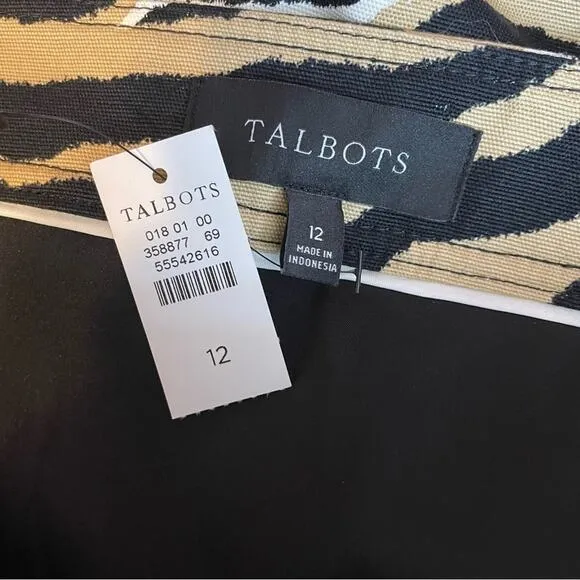 TALBOTS
12
MADE IN
INDONESIA
TALBOTS
018 01 00
358877 69
55542616
12